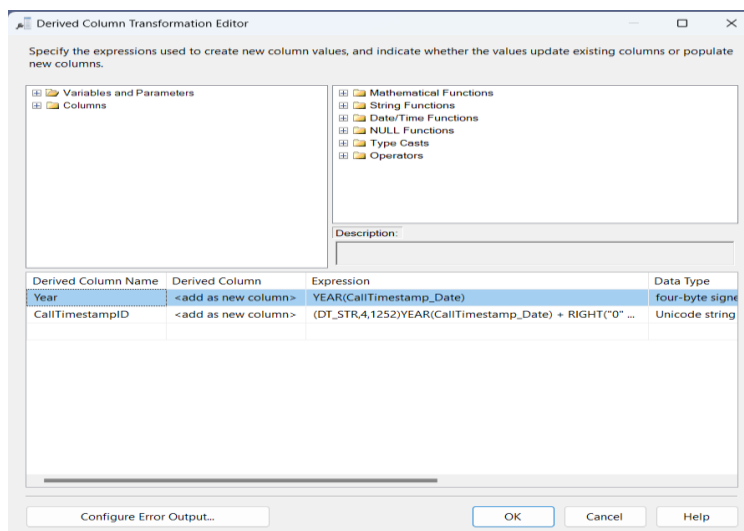 Derived Column Transformation Editor
Specify the expressions used to create new column values, and indicate whether the values update existing columns or populate
new columns.
Variables and Parameters
Columns
Mathematical Functions
String Functions
Date/Time Functions
NULL Functions
Type Casts
Operators
Description:
Derived Column Name Derived Column Expression Data Type
Year <add as new column> YEAR(CallTimestamp_Date) four-byte signe
CallTimestampID <add as new column> (DT_STR,4,1252)YEAR(CallTimestamp_Date) + RIGHT("0" ... Unicode string
Configure Error Output... OK Cancel Help